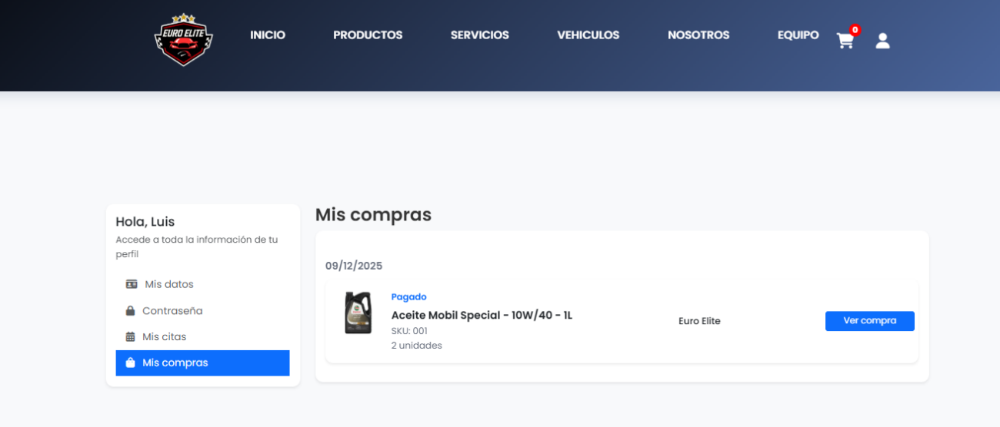 EURO ELITE
INICIO
PRODUCTOS
SERVICIOS
VEHICULOS
NOSOTROS
EQUIPO
0
Hola, Luis
Accede a toda la información de tu
perfil
Mis datos
Contraseña
Mis citas
Mis compras
Mis compras
09/12/2025
Pagado
Aceite Mobil Special - 10W/40 - 1L
SKU: 001
2 unidades
Euro Elite
Ver compra